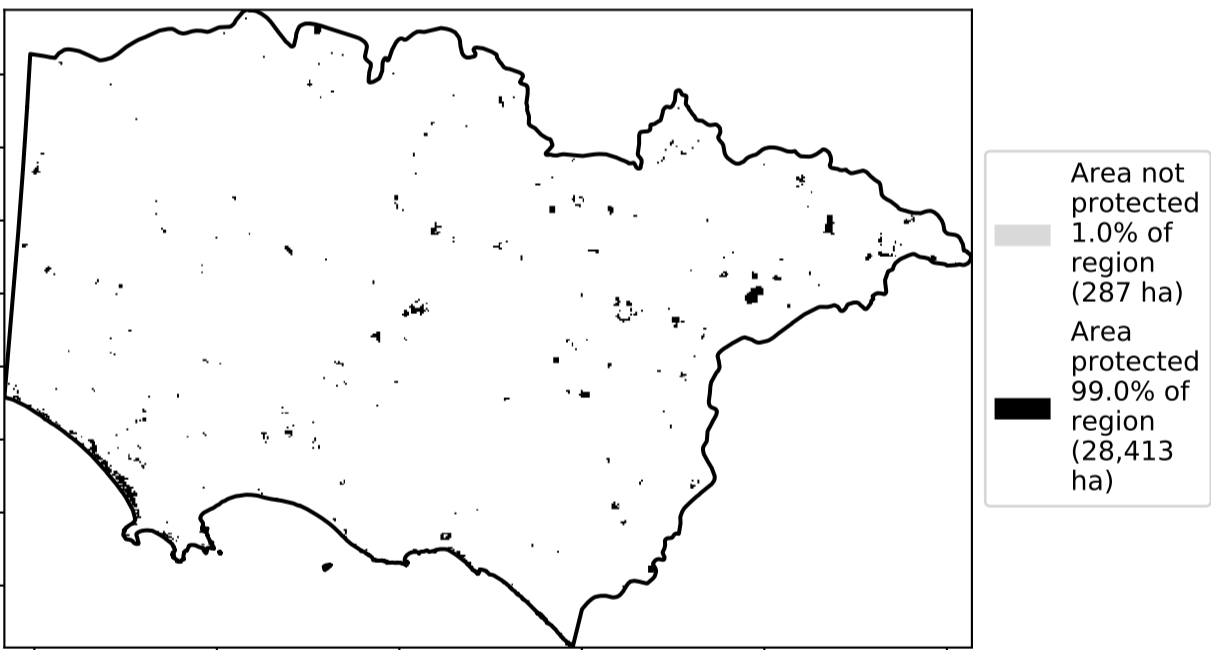 Area not
protected
1.0% of
region
(287 ha)
Area
protected
99.0% of
region
(28,413
ha)